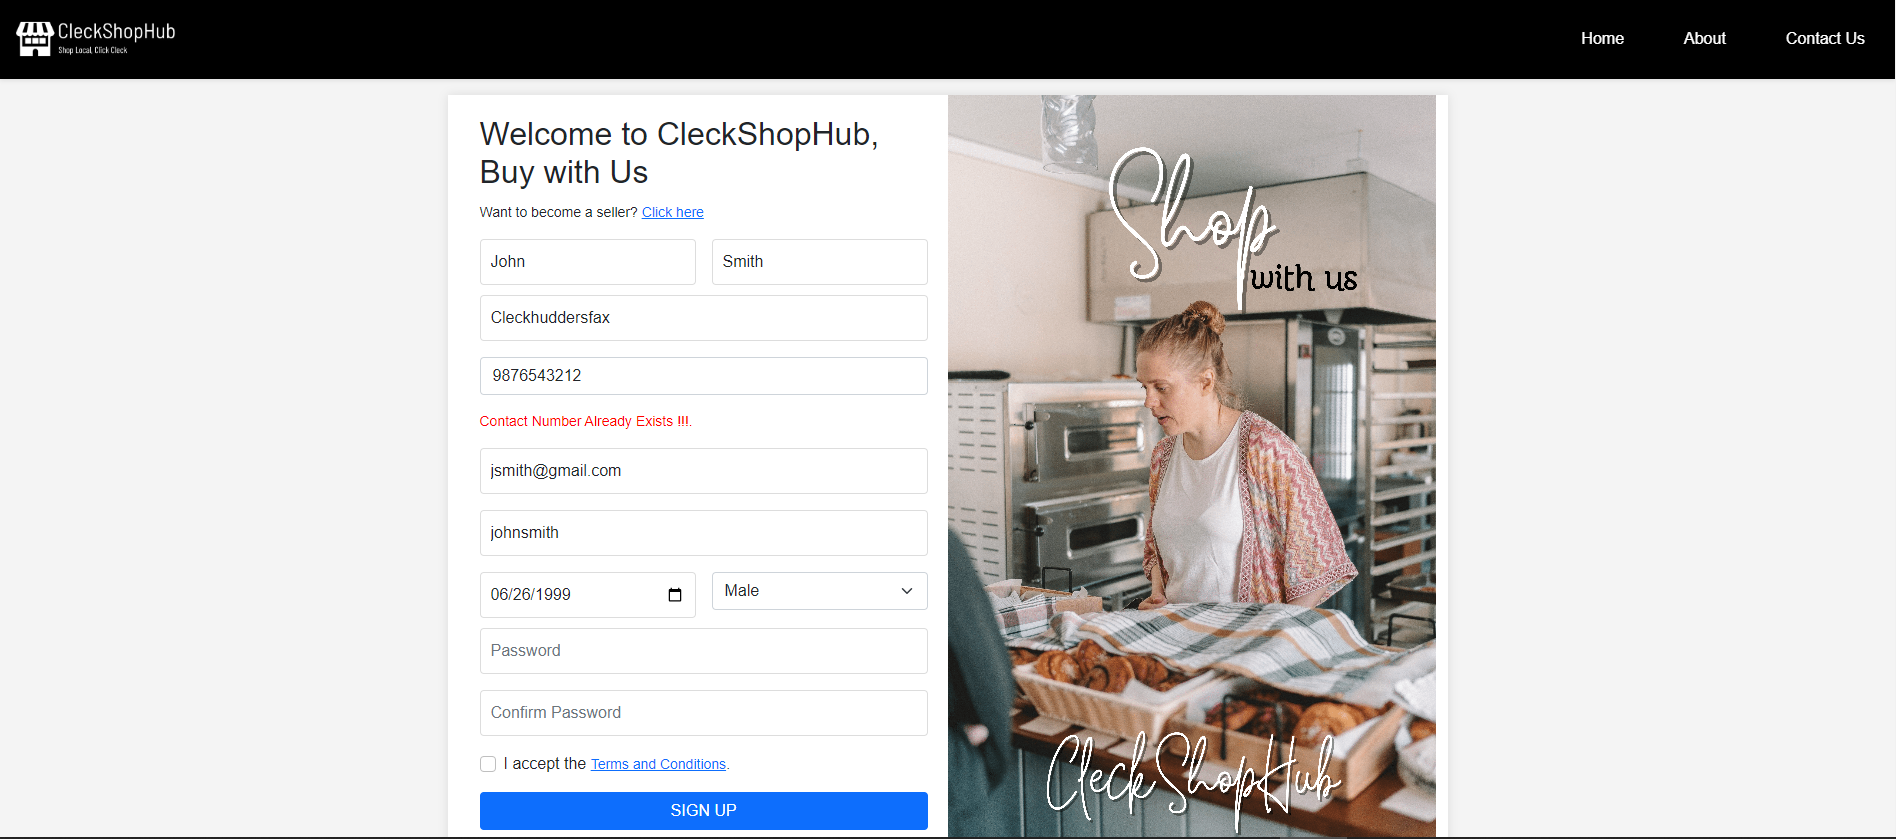 CleckShopHub
Shop Local, Click Cleck
Home About Contact Us
Welcome to CleckShopHub,
Buy with Us
Want to become a seller? Click here
John Smith
Cleckhuddersfax
9876543212
Contact Number Already Exists !!!.
jsmith@gmail.com
johnsmith
06/26/1999 Male
Password
Confirm Password
I accept the Terms and Conditions.
SIGN UP
Shop
with us
CleckShopHub